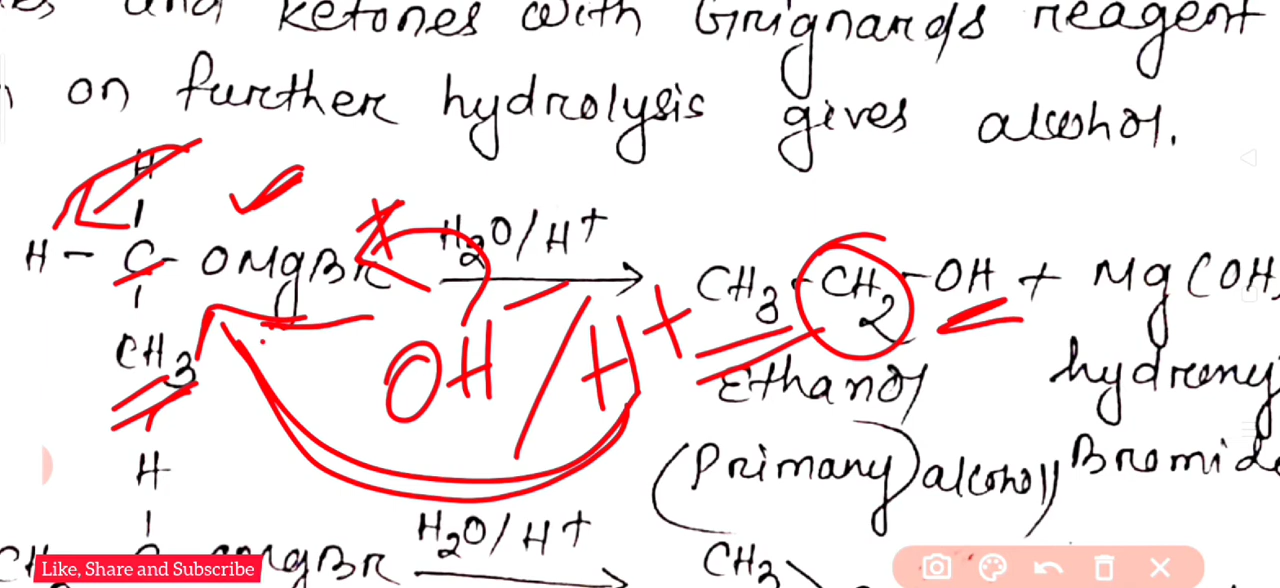 and ketones with Grignards reagent
on further hydrolysis gives alcohol.
H
H - C - OMgBr H2O/H+ CH3-CH2-OH + Mg(OH)
CH3 OH / H+ Ethanol hydroxy
(Primary) alcohol Bromide
H
H2O/H+
C OMgBr CH3
Like, Share and Subscribe